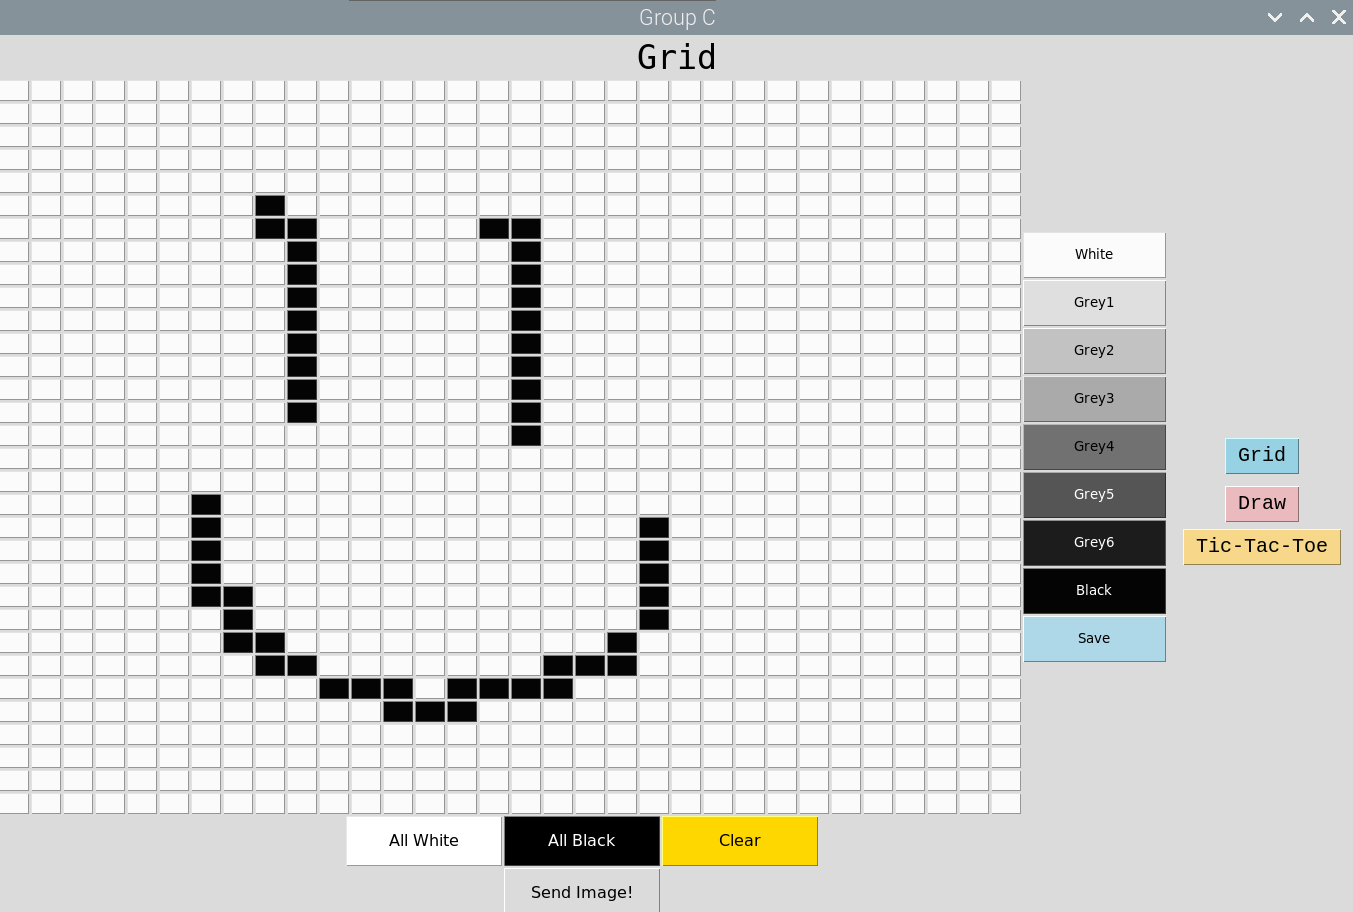 Group C
Grid
White
Grey1
Grey2
Grey3
Grey4
Grey5
Grey6
Black
Save
Grid
Draw
Tic-Tac-Toe
All White
All Black
Clear
Send Image!